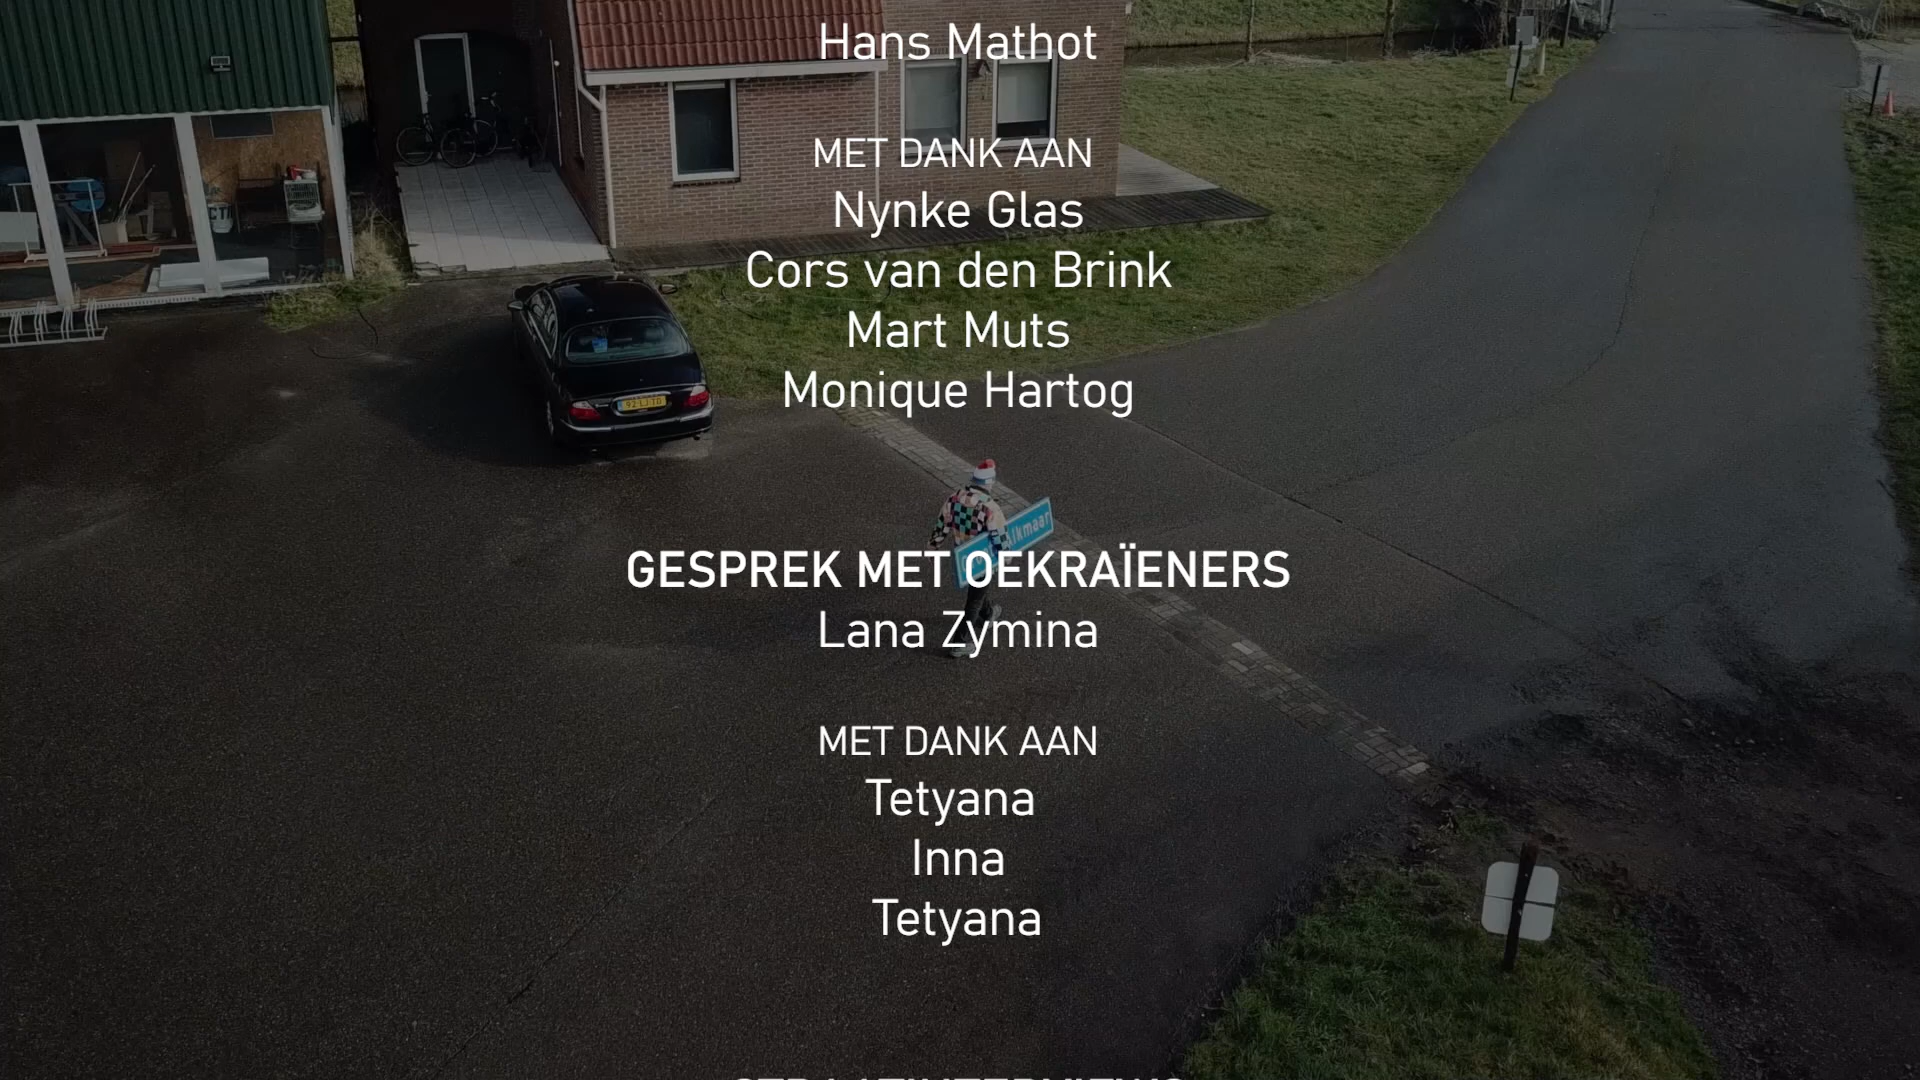 Hans Mathot
MET DANK AAN
Nynke Glas
Cors van den Brink
Mart Muts
Monique Hartog
GESPREK MET OEKRAÏENERS
Lana Zymina
MET DANK AAN
Tetyana
Inna
Tetyana